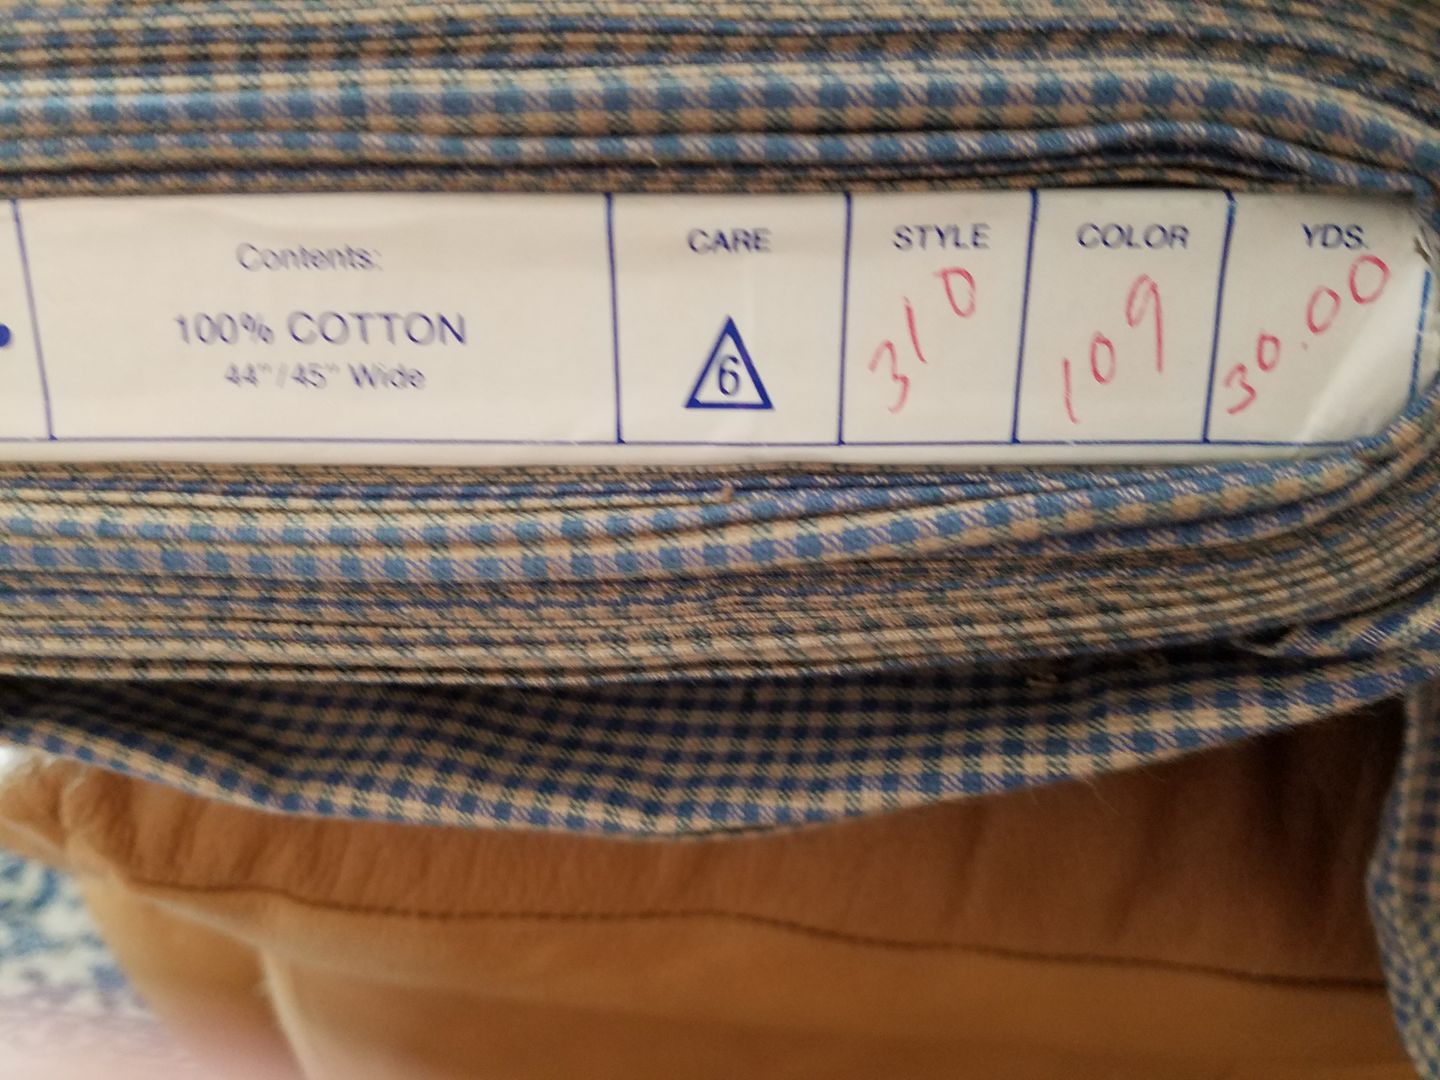 Contents:
100% COTTON
44"/45" Wide
CARE
6
STYLE
310
COLOR
109
YDS.
30.00